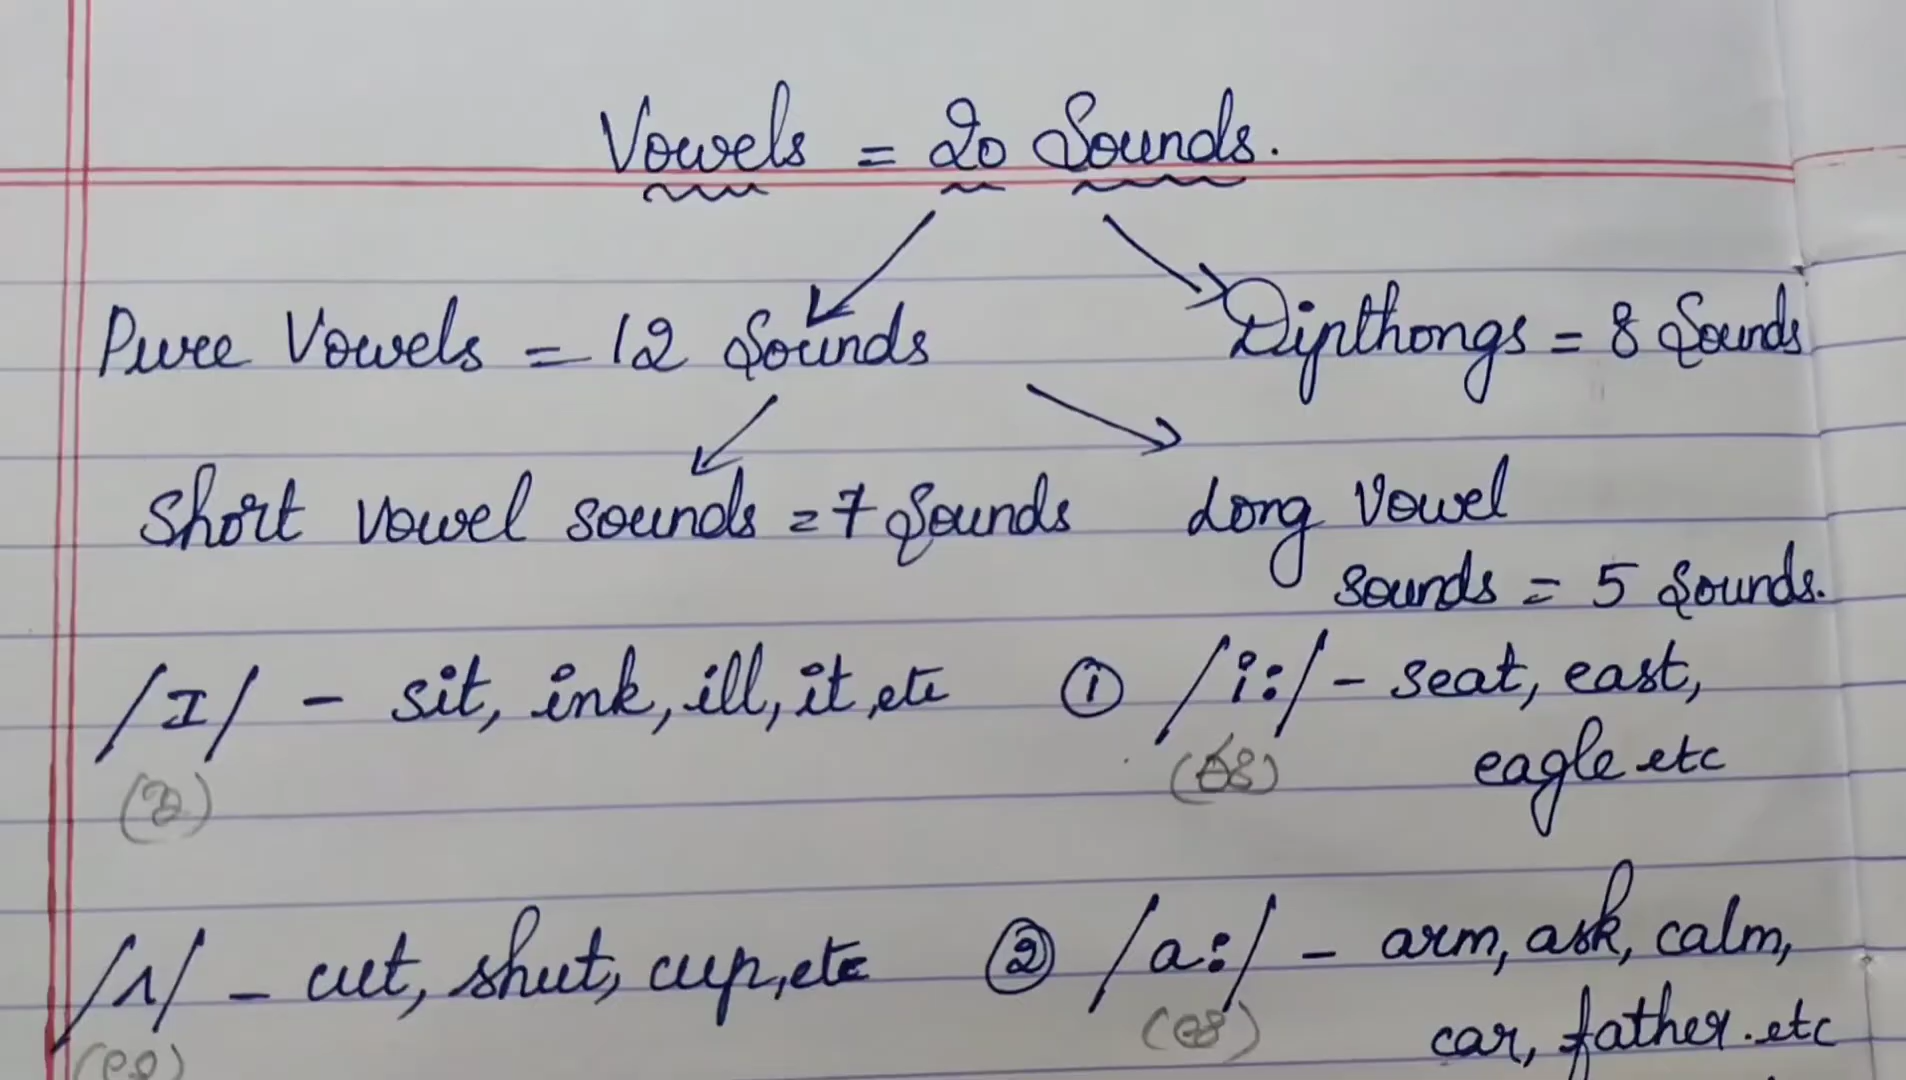 Vowels = 20 Sounds.
Pure Vowels = 12 Sounds
Dipthongs = 8 Sounds
Short vowel sounds = 7 Sounds
Long Vowel
sounds = 5 Sounds.
/I/ - sit, ink, ill, it, etc
① /i:/ - seat, east,
eagle etc
/ʌ/ - cut, shut, cup, etc
② /a:/ - arm, ask, calm,
car, father. etc